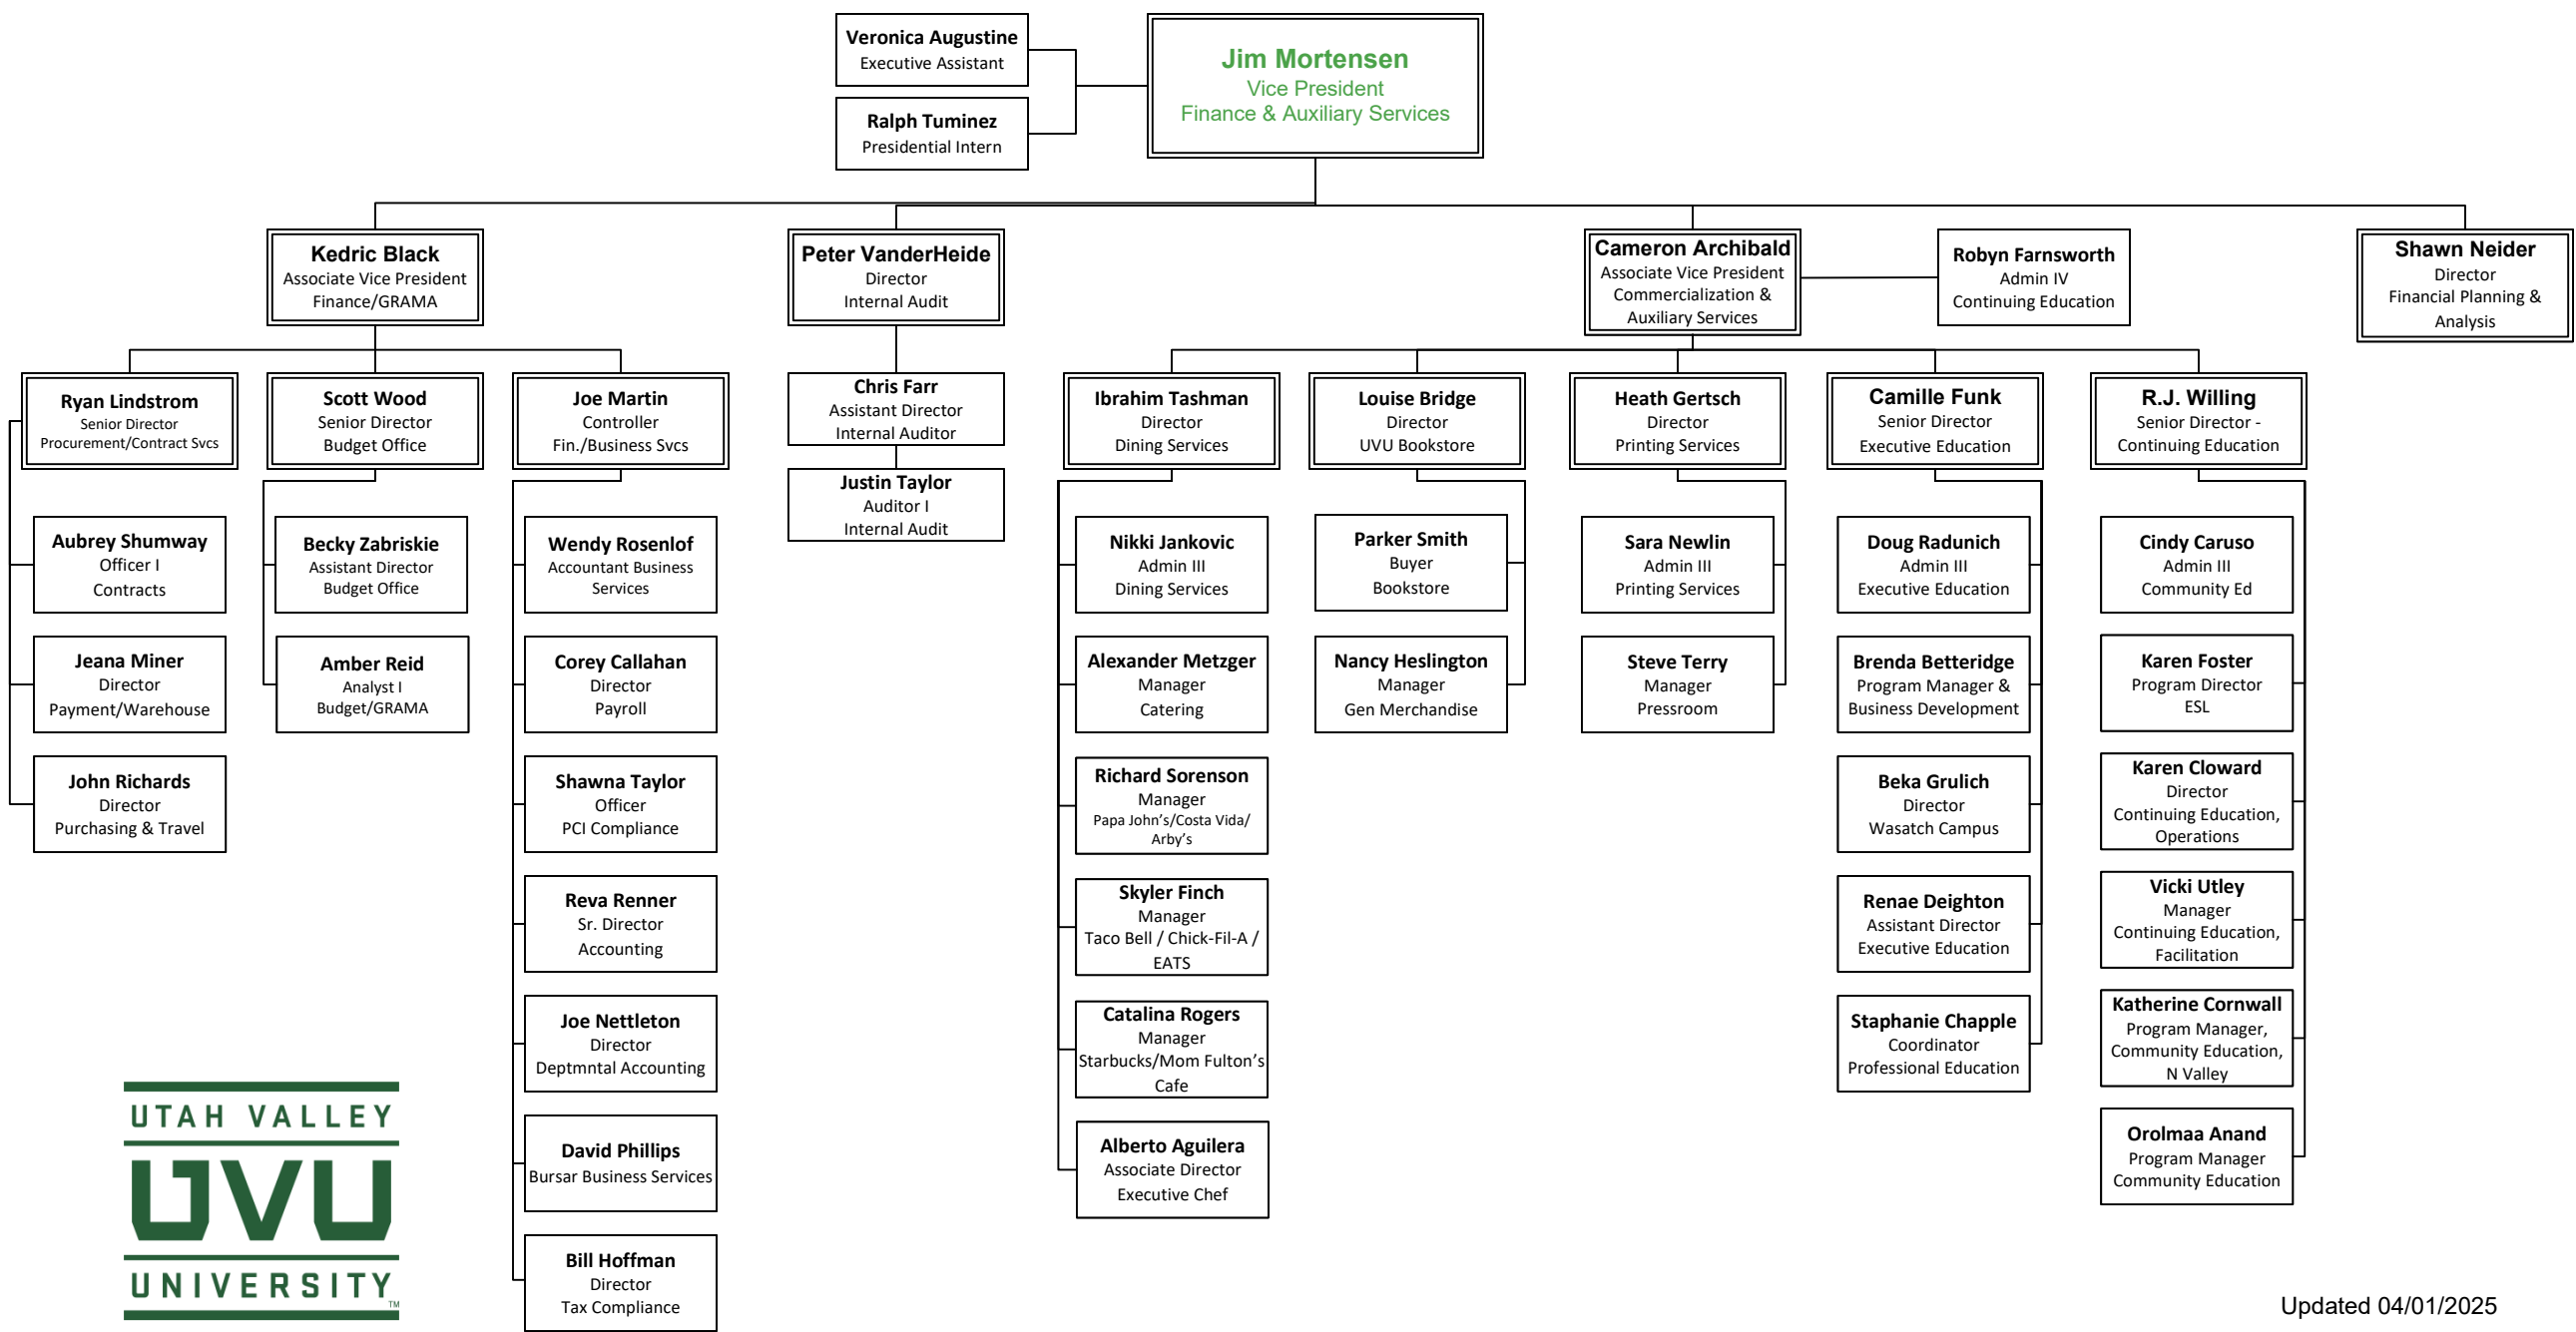 Veronica Augustine
Executive Assistant
Ralph Tuminez
Presidential Intern
Jim Mortensen
Vice President
Finance & Auxiliary Services
Kedric Black
Associate Vice President
Finance/GRAMA
Peter VanderHeide
Director
Internal Audit
Cameron Archibald
Associate Vice President
Commercialization &
Auxiliary Services
Robyn Farnsworth
Admin IV
Continuing Education
Shawn Neider
Director
Financial Planning &
Analysis
Ryan Lindstrom
Senior Director
Procurement/Contract Svcs
Scott Wood
Senior Director
Budget Office
Joe Martin
Controller
Fin./Business Svcs
Chris Farr
Assistant Director
Internal Auditor
Justin Taylor
Auditor I
Internal Audit
Ibrahim Tashman
Director
Dining Services
Louise Bridge
Director
UVU Bookstore
Heath Gertsch
Director
Printing Services
Camille Funk
Senior Director
Executive Education
R.J. Willing
Senior Director -
Continuing Education
Aubrey Shumway
Officer I
Contracts
Jeana Miner
Director
Payment/Warehouse
John Richards
Director
Purchasing & Travel
Becky Zabriskie
Assistant Director
Budget Office
Amber Reid
Analyst I
Budget/GRAMA
Wendy Rosenlof
Accountant Business
Services
Corey Callahan
Director
Payroll
Shawna Taylor
Officer
PCI Compliance
Reva Renner
Sr. Director
Accounting
Joe Nettleton
Director
Deptmntal Accounting
David Phillips
Bursar Business Services
Bill Hoffman
Director
Tax Compliance
Nikki Jankovic
Admin III
Dining Services
Alexander Metzger
Manager
Catering
Richard Sorenson
Manager
Papa John's/Costa Vida/
Arby's
Skyler Finch
Manager
Taco Bell / Chick-Fil-A /
EATS
Catalina Rogers
Manager
Starbucks/Mom Fulton's
Cafe
Alberto Aguilera
Associate Director
Executive Chef
Parker Smith
Buyer
Bookstore
Nancy Heslington
Manager
Gen Merchandise
Sara Newlin
Admin III
Printing Services
Steve Terry
Manager
Pressroom
Doug Radunich
Admin III
Executive Education
Brenda Betteridge
Program Manager &
Business Development
Beka Grulich
Director
Wasatch Campus
Renae Deighton
Assistant Director
Executive Education
Staphanie Chapple
Coordinator
Professional Education
Cindy Caruso
Admin III
Community Ed
Karen Foster
Program Director
ESL
Karen Cloward
Director
Continuing Education,
Operations
Vicki Utley
Manager
Continuing Education,
Facilitation
Katherine Cornwall
Program Manager,
Community Education,
N Valley
Orolmaa Anand
Program Manager
Community Education
UTAH VALLEY
UVU
UNIVERSITY
TM
Updated 04/01/2025